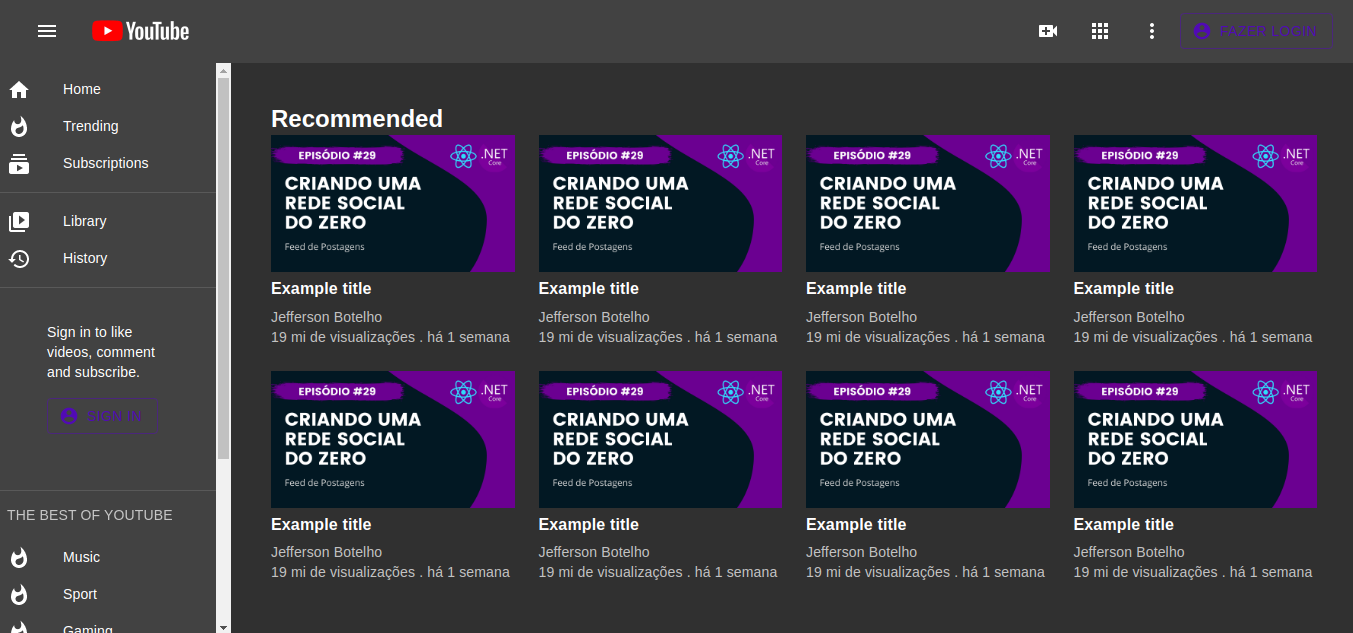 YouTube
FAZER LOGIN
Home
Trending
Subscriptions
Library
History
Sign in to like
videos, comment
and subscribe.
SIGN IN
THE BEST OF YOUTUBE
Music
Sport
Gaming
Recommended
EPISÓDIO #29
.NET
Core
CRIANDO UMA
REDE SOCIAL
DO ZERO
Feed de Postagens
Example title
Jefferson Botelho
19 mi de visualizações . há 1 semana
EPISÓDIO #29
.NET
Core
CRIANDO UMA
REDE SOCIAL
DO ZERO
Feed de Postagens
Example title
Jefferson Botelho
19 mi de visualizações . há 1 semana
EPISÓDIO #29
.NET
Core
CRIANDO UMA
REDE SOCIAL
DO ZERO
Feed de Postagens
Example title
Jefferson Botelho
19 mi de visualizações . há 1 semana
EPISÓDIO #29
.NET
Core
CRIANDO UMA
REDE SOCIAL
DO ZERO
Feed de Postagens
Example title
Jefferson Botelho
19 mi de visualizações . há 1 semana
EPISÓDIO #29
.NET
Core
CRIANDO UMA
REDE SOCIAL
DO ZERO
Feed de Postagens
Example title
Jefferson Botelho
19 mi de visualizações . há 1 semana
EPISÓDIO #29
.NET
Core
CRIANDO UMA
REDE SOCIAL
DO ZERO
Feed de Postagens
Example title
Jefferson Botelho
19 mi de visualizações . há 1 semana
EPISÓDIO #29
.NET
Core
CRIANDO UMA
REDE SOCIAL
DO ZERO
Feed de Postagens
Example title
Jefferson Botelho
19 mi de visualizações . há 1 semana
EPISÓDIO #29
.NET
Core
CRIANDO UMA
REDE SOCIAL
DO ZERO
Feed de Postagens
Example title
Jefferson Botelho
19 mi de visualizações . há 1 semana